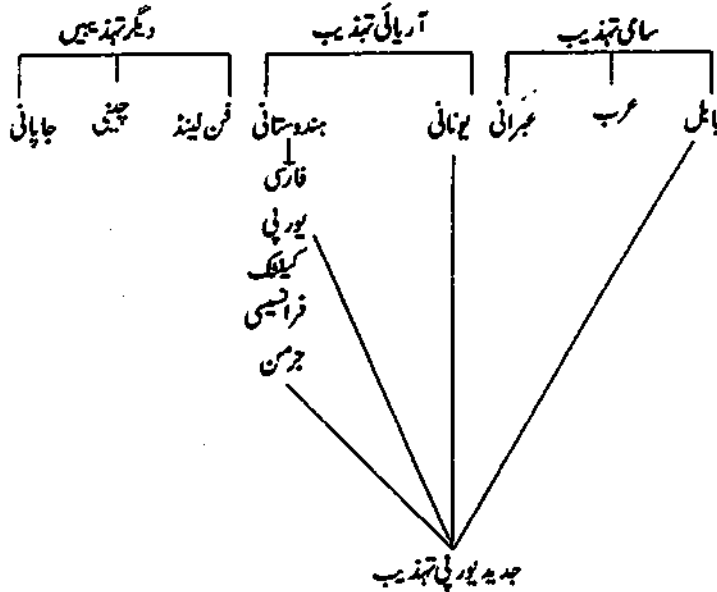 سامی تہذیب آریائی تہذیب دیگر تہذیبیں
بابل عرب عبرانی یونانی ہندوستانی فن لینڈ چینی جاپانی
فارسی
یورپی
کیلٹک
فرانسیسی
جرمن
جدید یورپی تہذیب